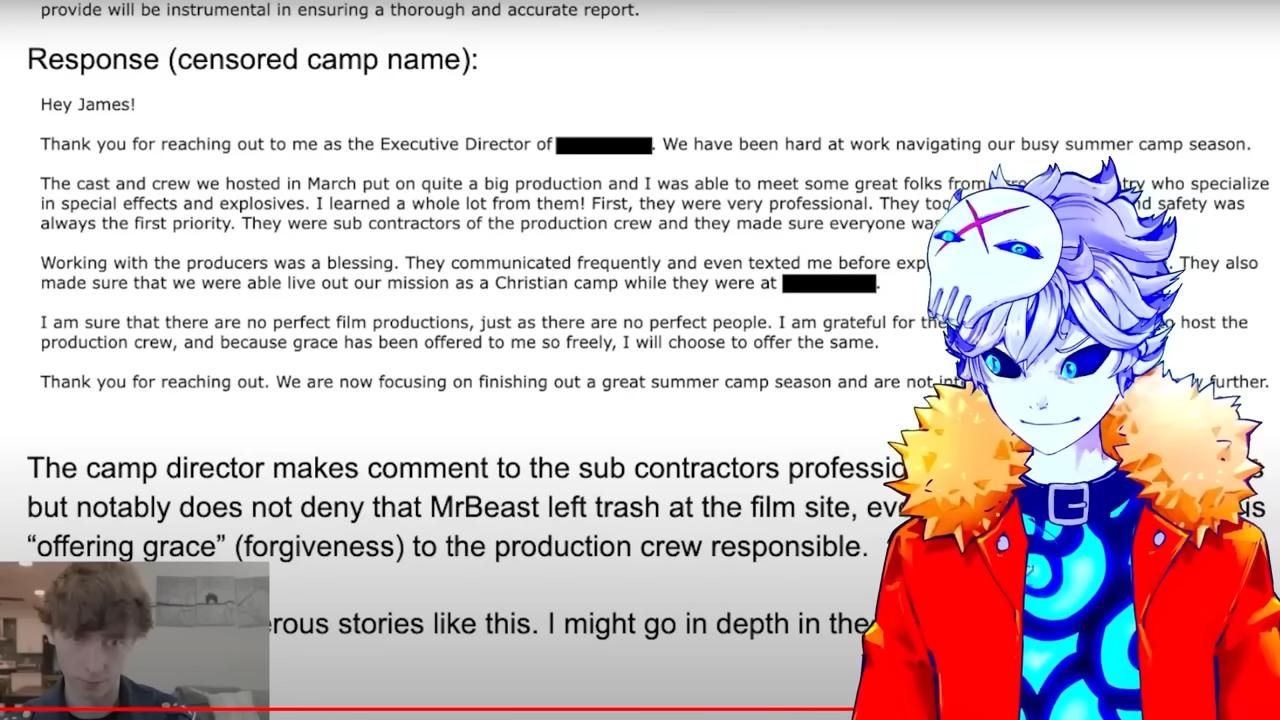 provide will be instrumental in ensuring a thorough and accurate report.
Response (censored camp name):
Hey James!
Thank you for reaching out to me as the Executive Director of . We have been hard at work navigating our busy summer camp season.
The cast and crew we hosted in March put on quite a big production and I was able to meet some great folks from who specialize
in special effects and explosives. I learned a whole lot from them! First, they were very professional. They safety was
always the first priority. They were sub contractors of the production crew and they made sure everyone
Working with the producers was a blessing. They communicated frequently and even texted me before They also
made sure that we were able live out our mission as a Christian camp while they were at .
I am sure that there are no perfect film productions, just as there are no perfect people. I am grateful for host the
production crew, and because grace has been offered to me so freely, I will choose to offer the same.
Thank you for reaching out. We are now focusing on finishing out a great summer camp season and are not further.
The camp director makes comment to the sub contractors
but notably does not deny that MrBeast left trash at the film site,
“offering grace” (forgiveness) to the production crew responsible.
stories like this. I might go in depth in